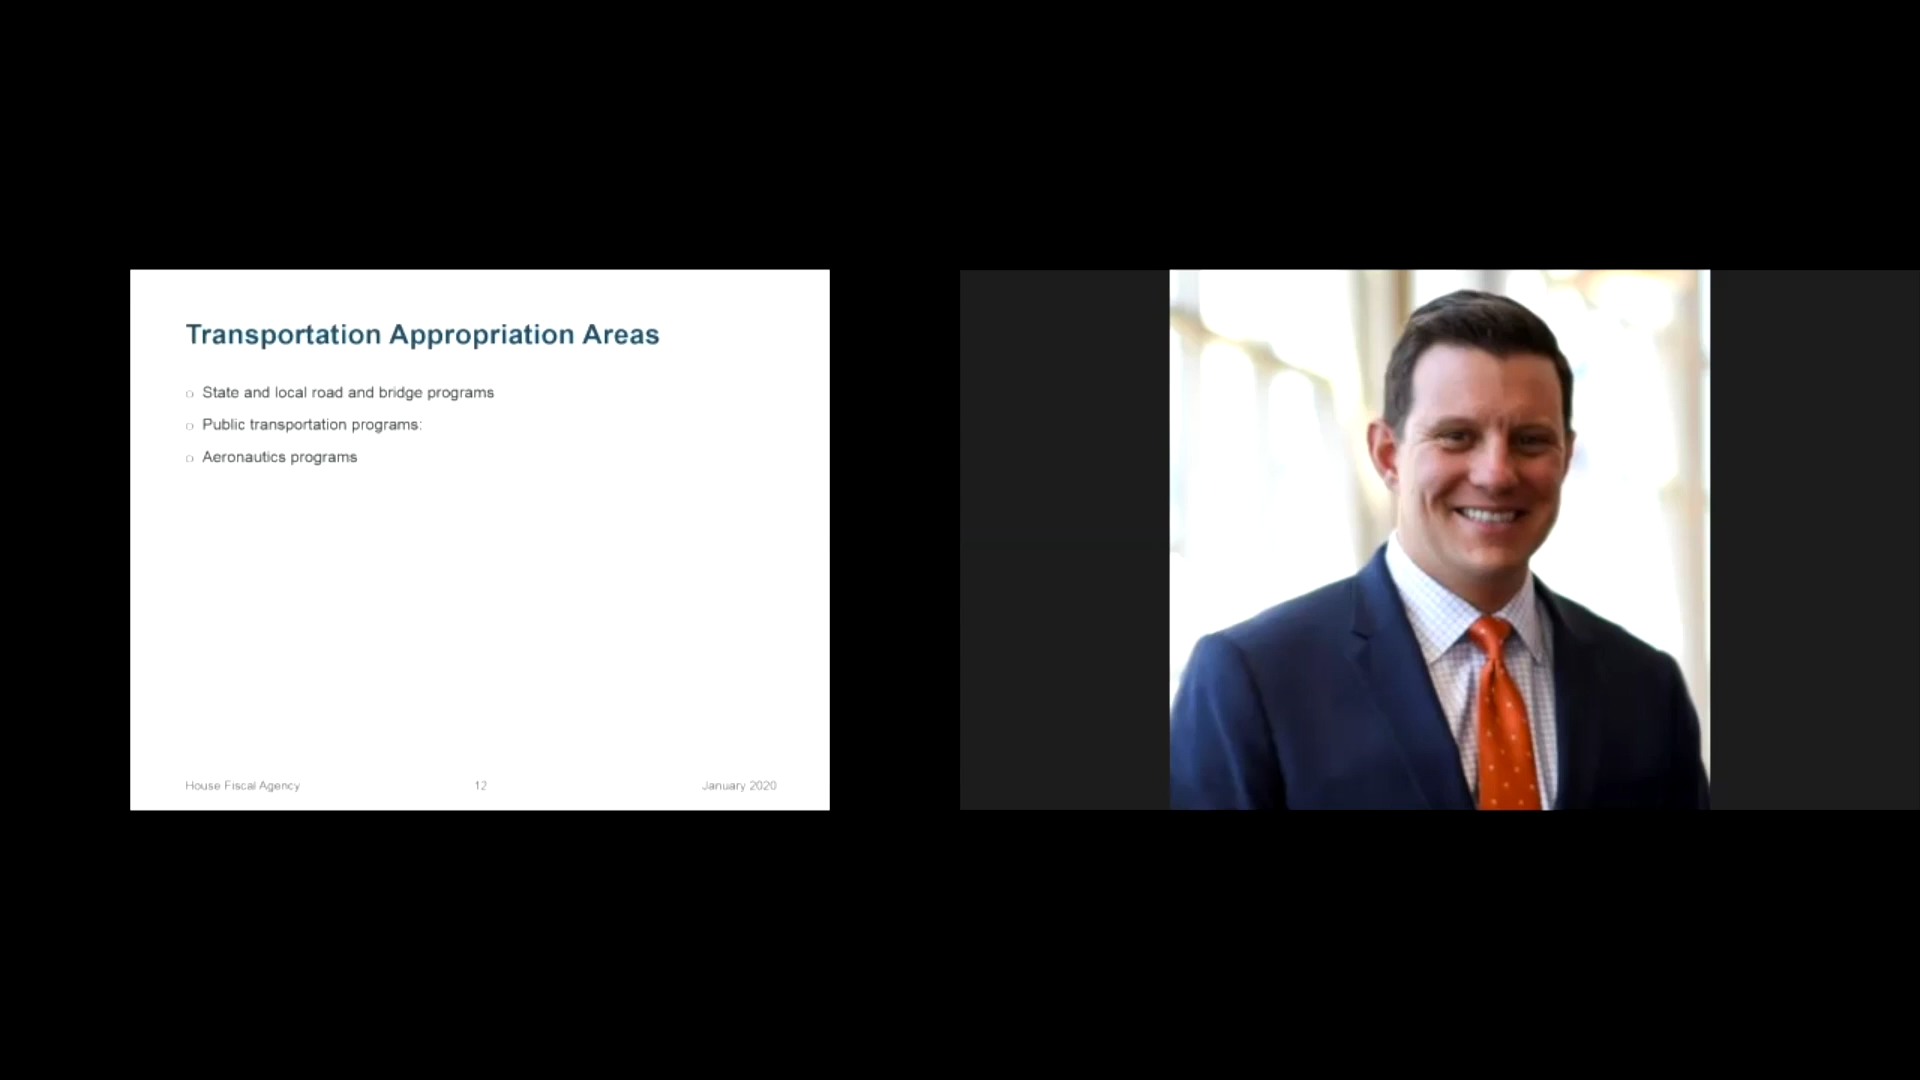 Transportation Appropriation Areas
○ State and local road and bridge programs
○ Public transportation programs:
○ Aeronautics programs
House Fiscal Agency 12 January 2020